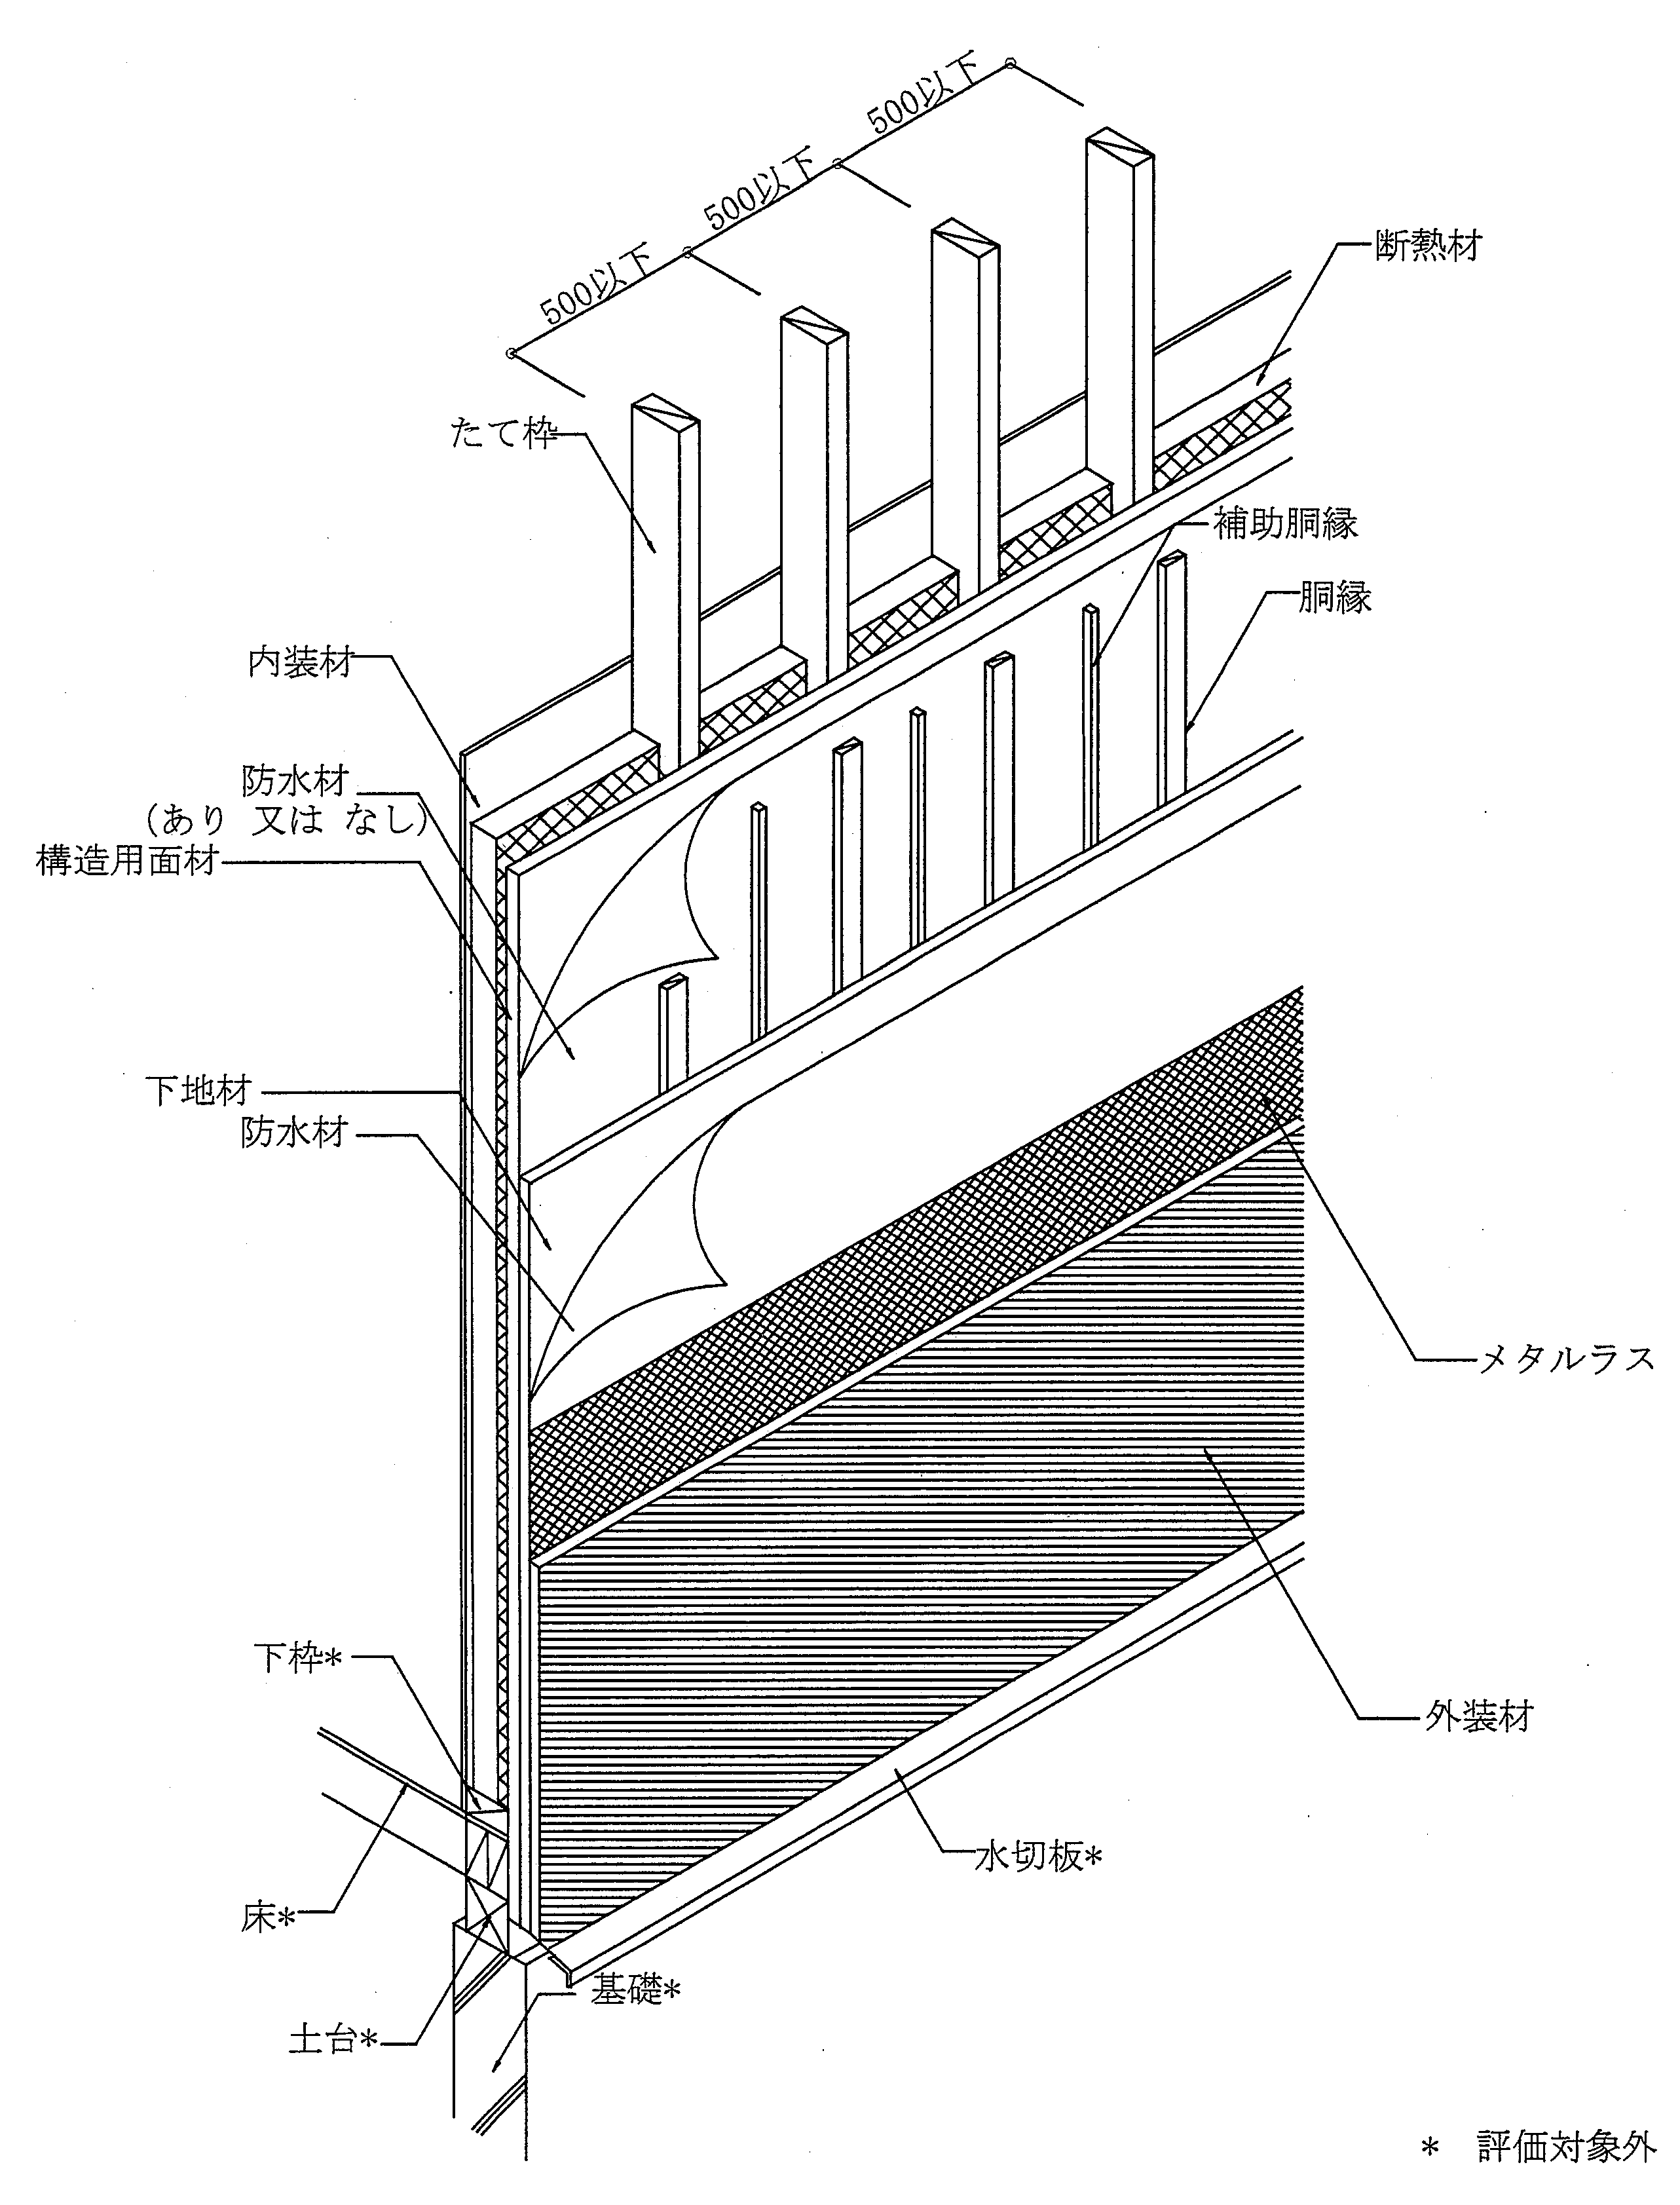 500以下
500以下
500以下
断熱材
たて枠
補助胴縁
胴縁
内装材
防水材
(あり 又は なし)
構造用面材
下地材
防水材
メタルラス
下枠*
外装材
水切板*
床*
基礎*
土台*
* 評価対象外